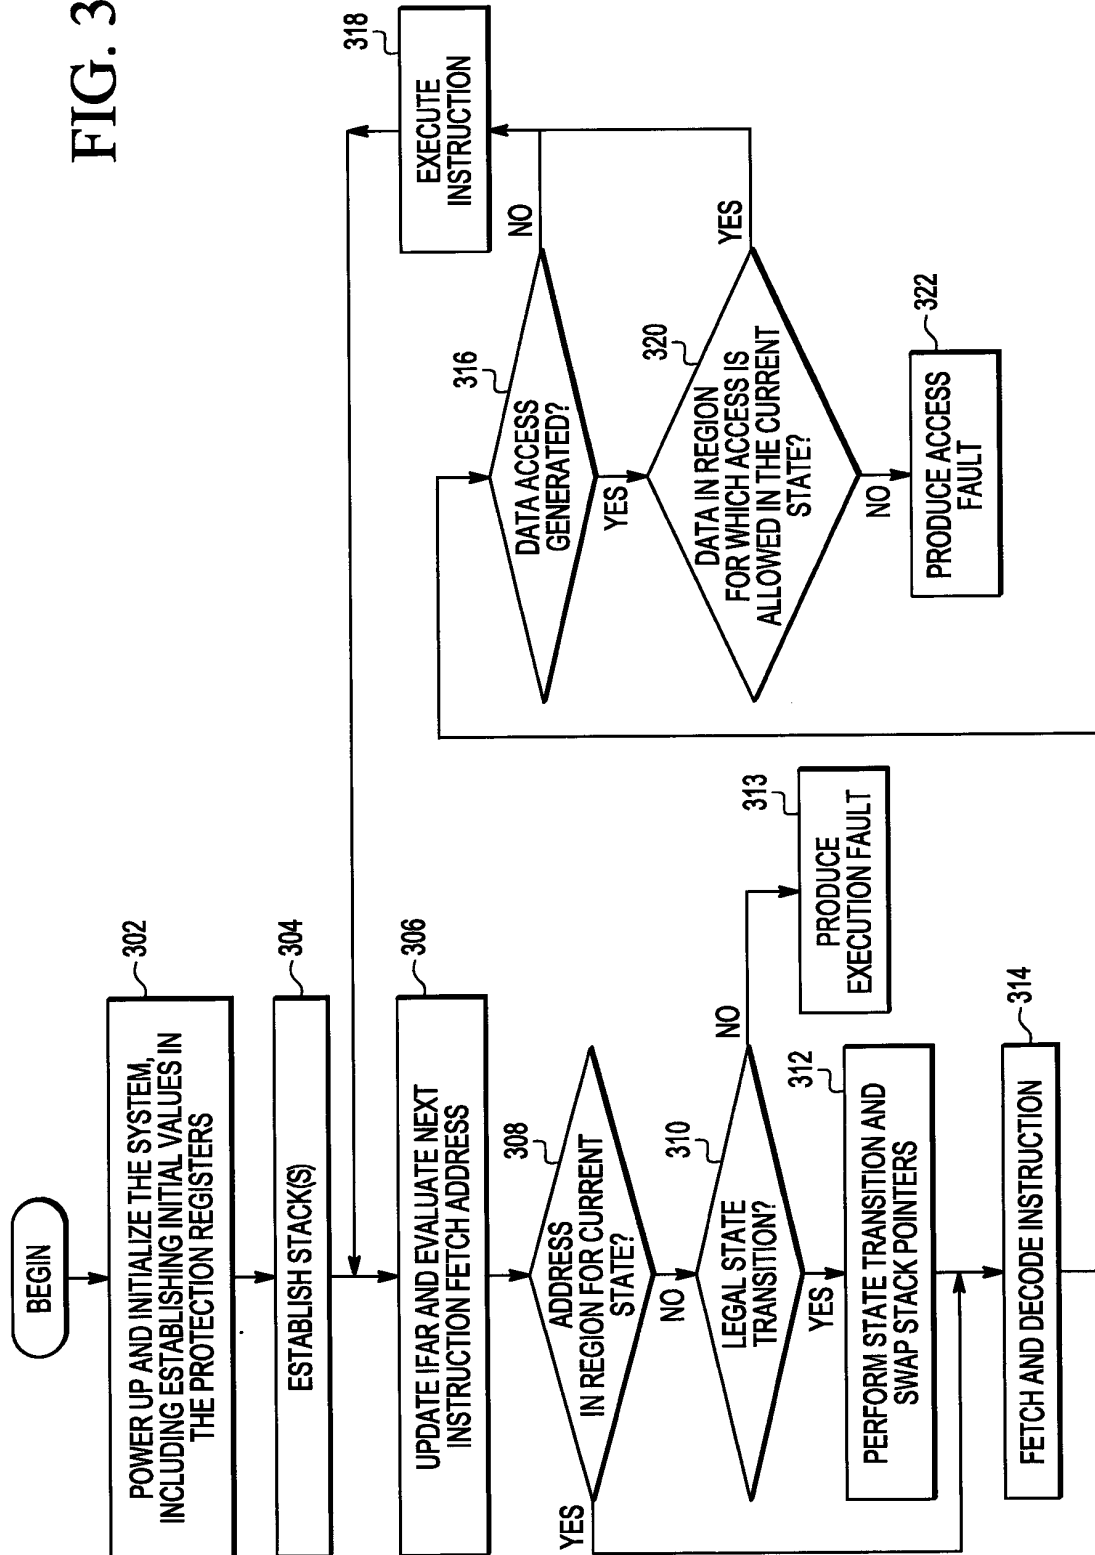 FIG. 3
BEGIN
302
POWER UP AND INITIALIZE THE SYSTEM,
INCLUDING ESTABLISHING INITIAL VALUES IN
THE PROTECTION REGISTERS
304
ESTABLISH STACK(S)
306
UPDATE IFAR AND EVALUATE NEXT
INSTRUCTION FETCH ADDRESS
308
ADDRESS
IN REGION FOR CURRENT
STATE?
YES
NO
310
LEGAL STATE
TRANSITION?
NO
YES
313
PRODUCE
EXECUTION FAULT
312
PERFORM STATE TRANSITION AND
SWAP STACK POINTERS
314
FETCH AND DECODE INSTRUCTION
316
DATA ACCESS
GENERATED?
NO
YES
318
EXECUTE
INSTRUCTION
320
DATA IN REGION
FOR WHICH ACCESS IS
ALLOWED IN THE CURRENT
STATE?
YES
NO
322
PRODUCE ACCESS
FAULT